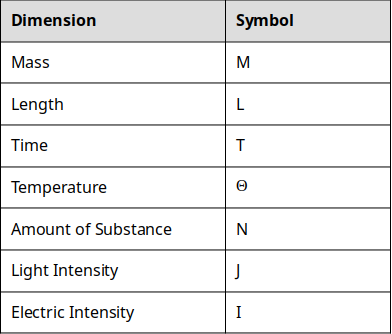 Dimension Symbol
Mass M
Length L
Time T
Temperature Θ
Amount of Substance N
Light Intensity J
Electric Intensity I